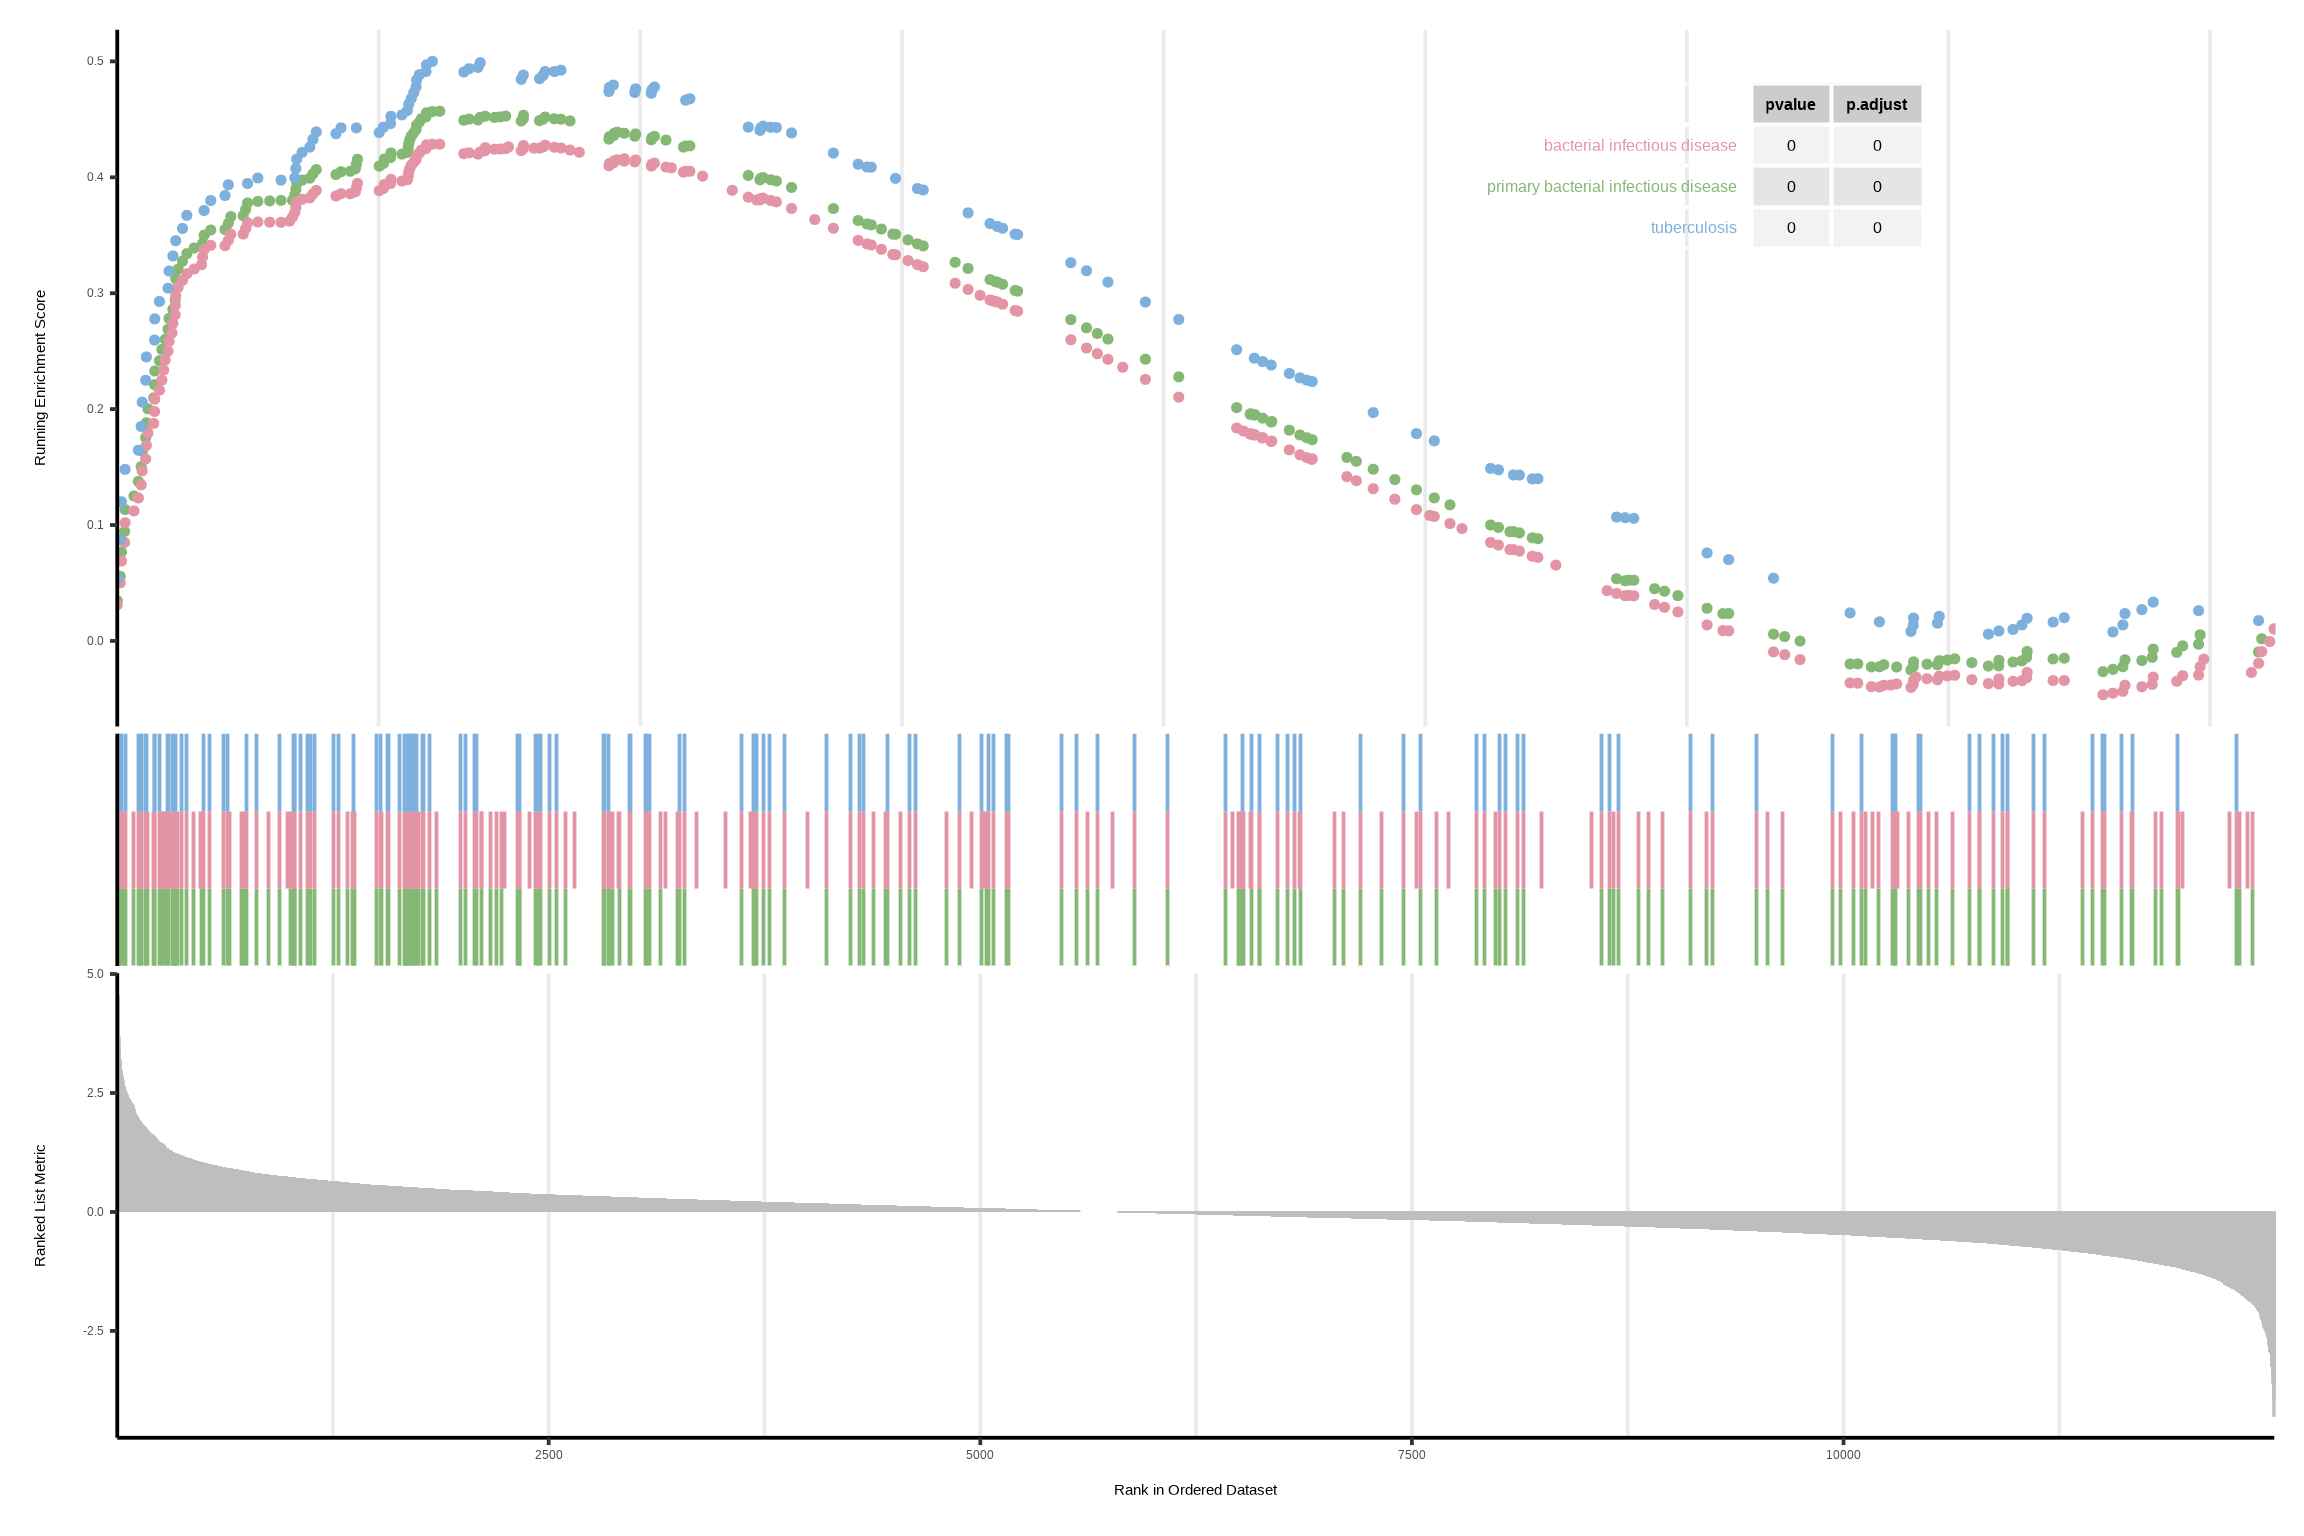 0.5
0.4
0.3
0.2
0.1
0.0
Running Enrichment Score
pvalue p.adjust
bacterial infectious disease 0 0
primary bacterial infectious disease 0 0
tuberculosis 0 0
5.0
2.5
0.0
-2.5
Ranked List Metric
2500 5000 7500 10000
Rank in Ordered Dataset